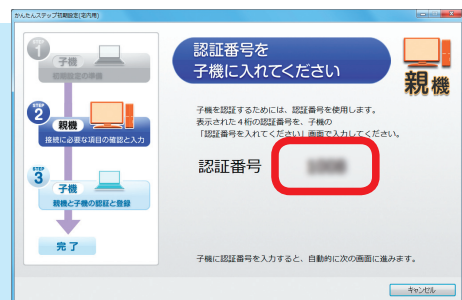 かんたんステップ初期設定(宅内用)
STEP
1
子機
初期設定の準備
STEP
2
親機
接続に必要な項目の確認と入力
STEP
3
子機
親機と子機の認証と登録
完了
認証番号を
子機に入れてください
親機
子機を認証するためには、認証番号を使用します。
表示された4桁の認証番号を、子機の
「認証番号を入れてください」画面で入力してください。
認証番号
子機に認証番号を入力すると、自動的に次の画面に進みます。
キャンセル